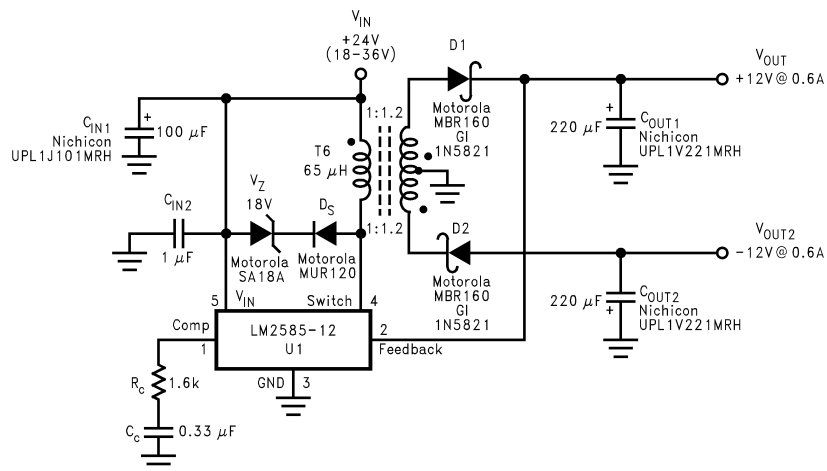 V_IN
+24V
(18-36V)
D1
V_OUT
+12V@0.6A
1:1.2
Motorola
MBR160
GI
1N5821
C_IN1
Nichicon
UPL1J101MRH
+
100 μF
T6
65 μH
220 μF
+
C_OUT1
Nichicon
UPL1V221MRH
C_IN2
1 μF
V_Z
18V
Motorola
SA18A
D_S
Motorola
MUR120
1:1.2
D2
Motorola
MBR160
GI
1N5821
V_OUT2
-12V@0.6A
220 μF
+
C_OUT2
Nichicon
UPL1V221MRH
5
V_IN
Switch
4
Comp
1
LM2585-12
U1
2
Feedback
GND
3
R_c
1.6k
C_c
0.33 μF